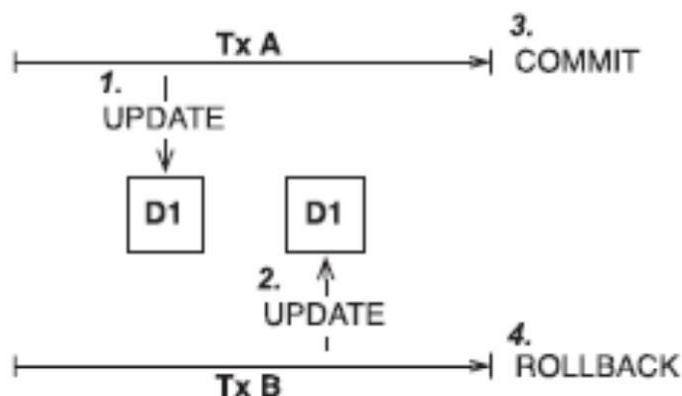 Tx A
3.
COMMIT
1.
UPDATE
D1
D1
2.
UPDATE
4.
ROLLBACK
Tx B